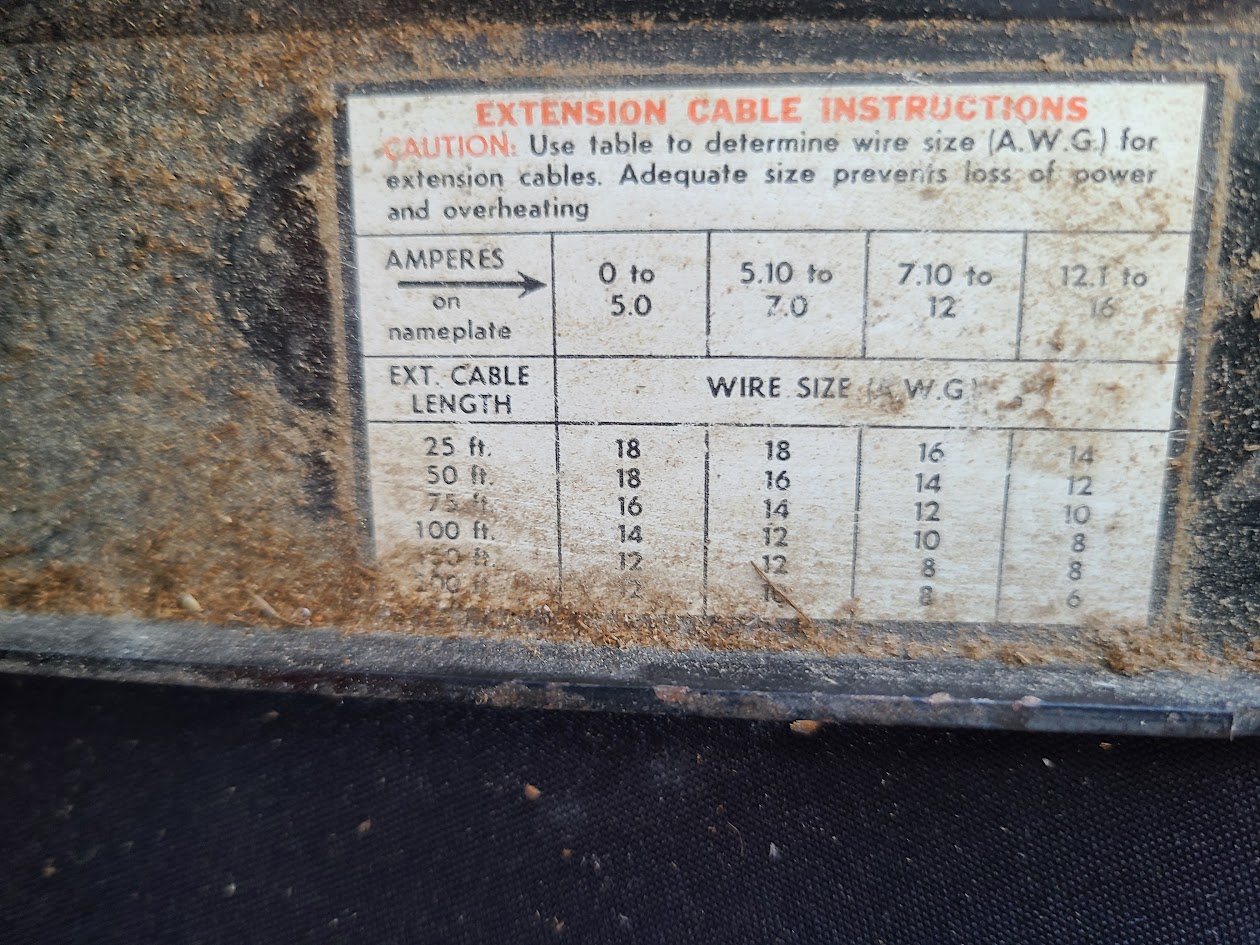 EXTENSION CABLE INSTRUCTIONS
CAUTION: Use table to determine wire size (A.W.G.) for
extension cables. Adequate size prevents loss of power
and overheating
AMPERES
on
nameplate
0 to
5.0
5.10 to
7.0
7.10 to
12
12.1 to
16
EXT. CABLE
LENGTH
WIRE SIZE (A.W.G.)
25 ft. 18 18 16 14
50 ft. 18 16 14 12
75 ft. 16 14 12 10
100 ft. 14 12 10 8
ft. 12 12 8 8
200 ft. 12 8 6